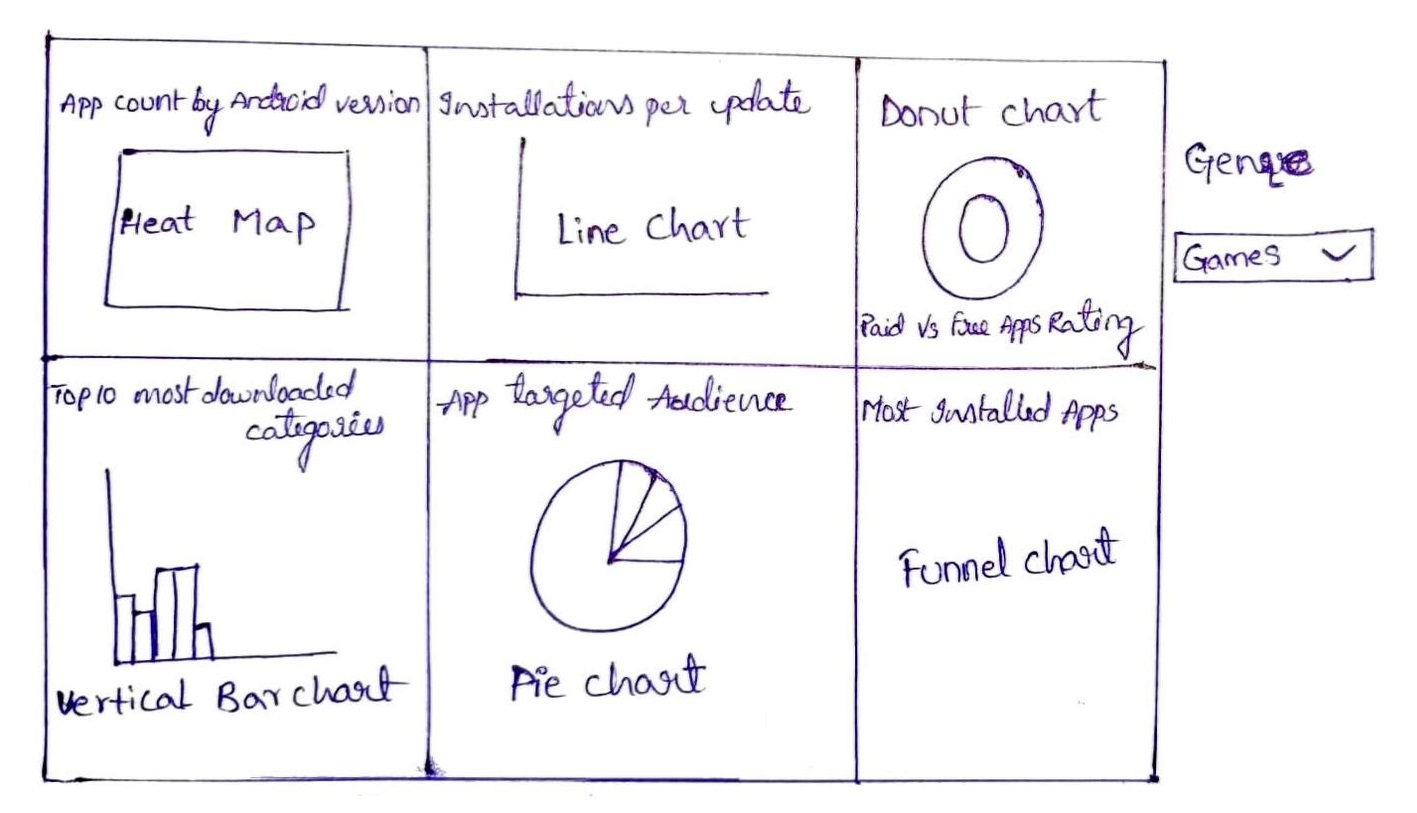 App count by Android version
Heat Map
Installations per update
Line Chart
Donut chart
Paid Vs Free Apps Rating
Genre
Games
Top 10 most downloaded
categories
Vertical Bar chart
App targeted Audience
Pie chart
Most Installed Apps
Funnel chart